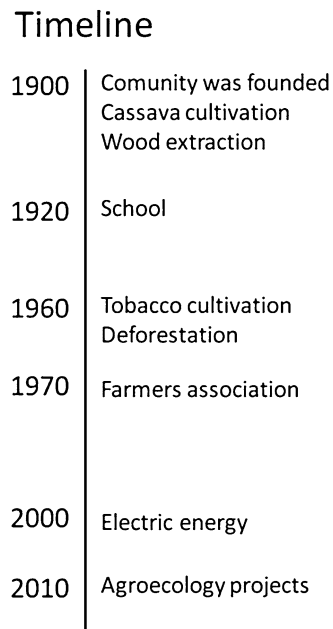 Timeline
1900 Comunity was founded
Cassava cultivation
Wood extraction
1920 School
1960 Tobacco cultivation
Deforestation
1970 Farmers association
2000 Electric energy
2010 Agroecology projects